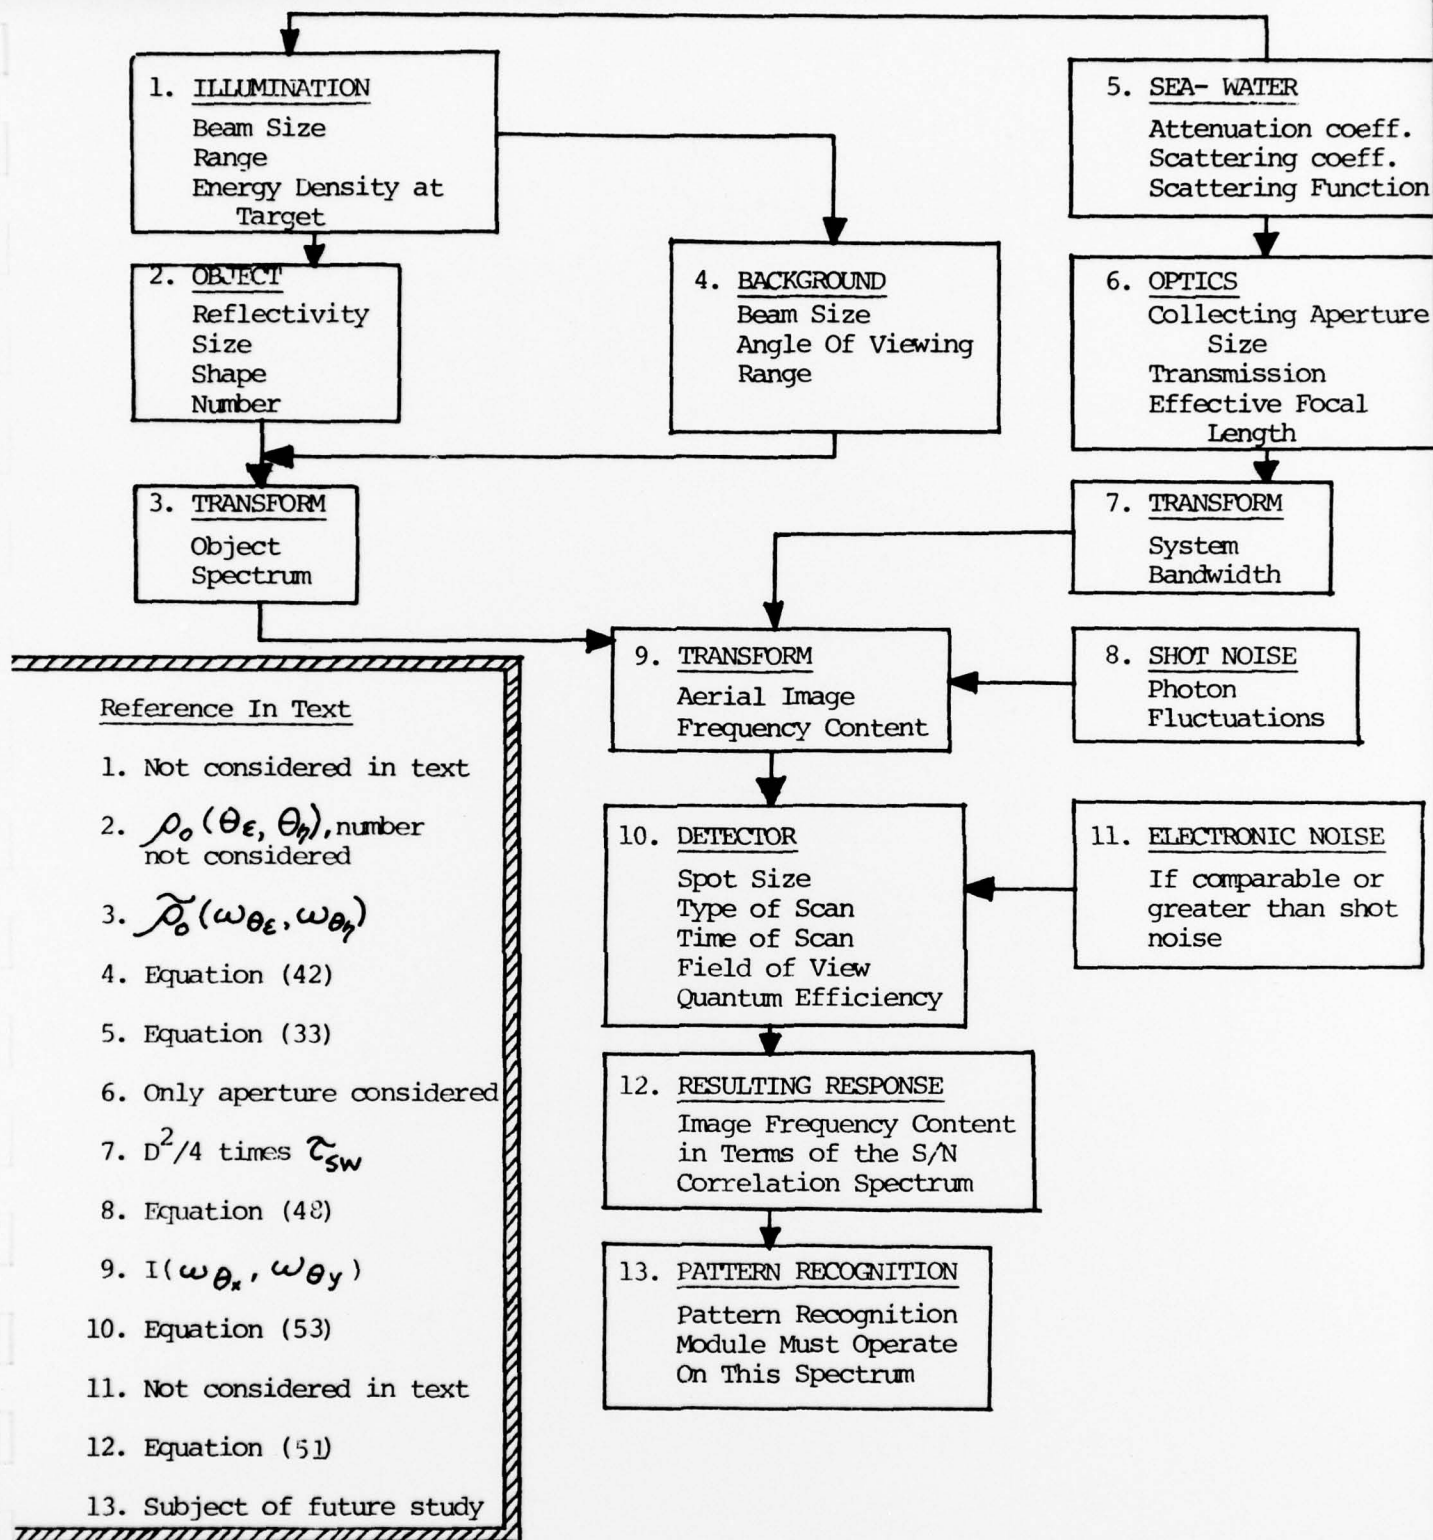 1. ILLUMINATION
Beam Size
Range
Energy Density at
Target
2. OBJECT
Reflectivity
Size
Shape
Number
3. TRANSFORM
Object
Spectrum
4. BACKGROUND
Beam Size
Angle Of Viewing
Range
5. SEA- WATER
Attenuation coeff.
Scattering coeff.
Scattering Function
6. OPTICS
Collecting Aperture
Size
Transmission
Effective Focal
Length
7. TRANSFORM
System
Bandwidth
8. SHOT NOISE
Photon
Fluctuations
9. TRANSFORM
Aerial Image
Frequency Content
10. DETECTOR
Spot Size
Type of Scan
Time of Scan
Field of View
Quantum Efficiency
11. ELECTRONIC NOISE
If comparable or
greater than shot
noise
12. RESULTING RESPONSE
Image Frequency Content
in Terms of the S/N
Correlation Spectrum
13. PATTERN RECOGNITION
Pattern Recognition
Module Must Operate
On This Spectrum
Reference In Text
1. Not considered in text
2. ρ₀(θε, θη), number
not considered
3. ρ̃₀(ωθε, ωθη)
4. Equation (42)
5. Equation (33)
6. Only aperture considered
7. D²/4 times τ̃SW
8. Equation (48)
9. I(ωθx, ωθy)
10. Equation (53)
11. Not considered in text
12. Equation (51)
13. Subject of future study